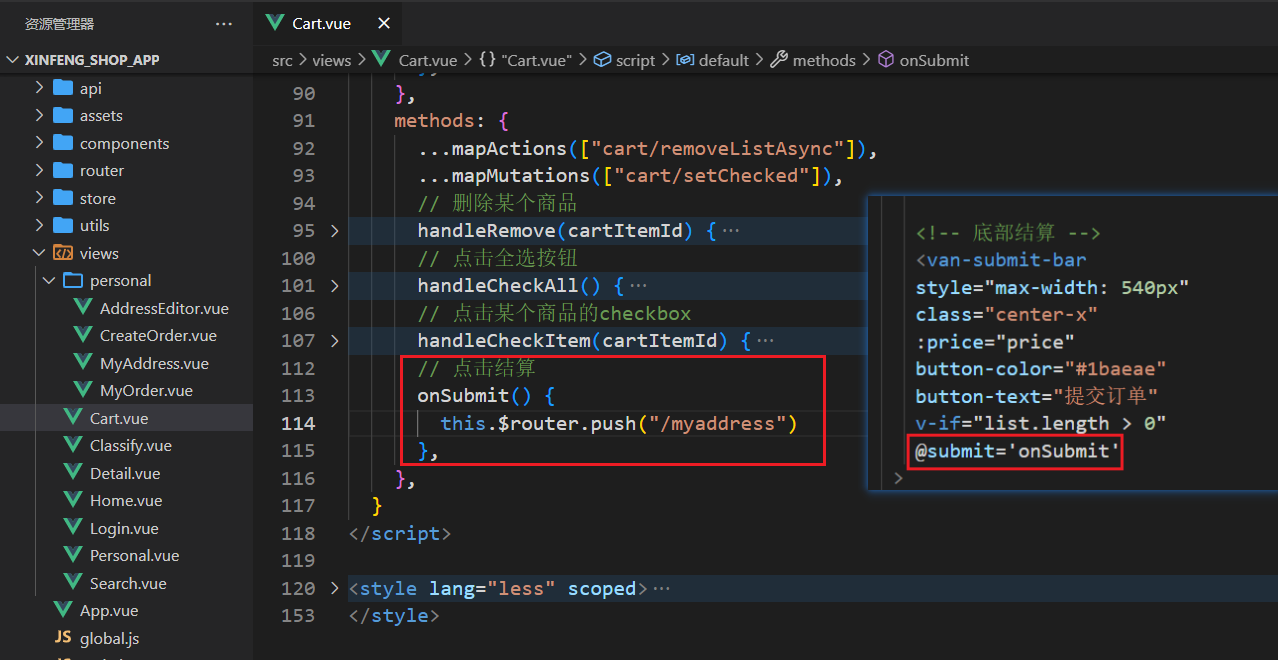 资源管理器
···
XINFENG_SHOP_APP
api
assets
components
router
store
utils
views
personal
AddressEditor.vue
CreateOrder.vue
MyAddress.vue
MyOrder.vue
Cart.vue
Classify.vue
Detail.vue
Home.vue
Login.vue
Personal.vue
Search.vue
App.vue
JS global.js
Cart.vue ×
src > views > Cart.vue > {} "Cart.vue" > script > default > methods > onSubmit
90 },
91 methods: {
92 ...mapActions(["cart/removeListAsync"]),
93 ...mapMutations(["cart/setChecked"]),
94 // 删除某个商品
95 > handleRemove(cartItemId) {···
100 // 点击全选按钮
101 > handleCheckAll() {···
106 // 点击某个商品的checkbox
107 > handleCheckItem(cartItemId) {···
112 // 点击结算
113 onSubmit() {
114 this.$router.push("/myaddress")
115 },
116 },
117 }
118 </script>
119
120 > <style lang="less" scoped>···
153 </style>
<!-- 底部结算 -->
<van-submit-bar
style="max-width: 540px"
class="center-x"
:price="price"
button-color="#1baeae"
button-text="提交订单"
v-if="list.length > 0"
@submit='onSubmit'
>